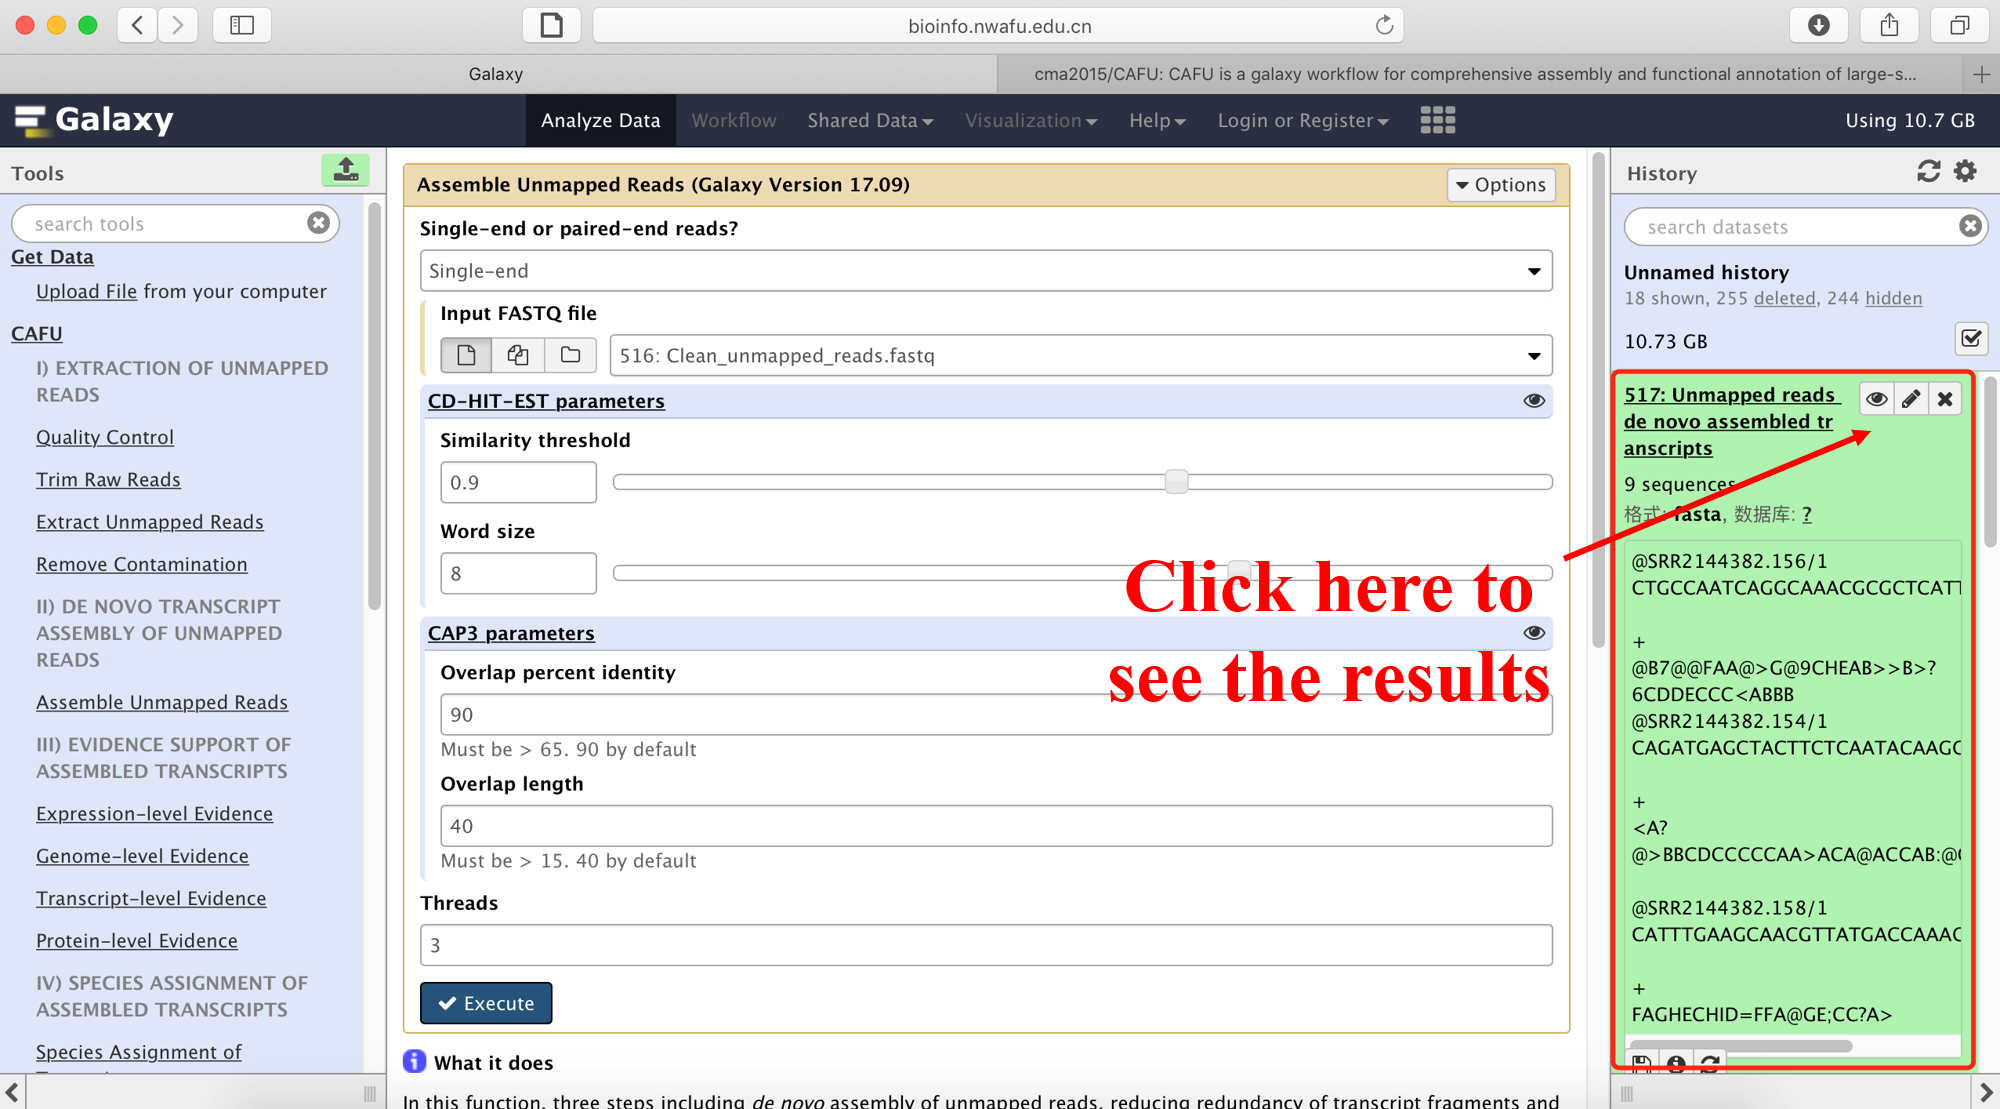 bioinfo.nwafu.edu.cn
Galaxy
cma2015/CAFU: CAFU is a galaxy workflow for comprehensive assembly and functional annotation of large-s...
Galaxy
Analyze Data
Workflow
Shared Data
Visualization
Help
Login or Register
Using 10.7 GB
Tools
search tools
Get Data
Upload File from your computer
CAFU
I) EXTRACTION OF UNMAPPED
READS
Quality Control
Trim Raw Reads
Extract Unmapped Reads
Remove Contamination
II) DE NOVO TRANSCRIPT
ASSEMBLY OF UNMAPPED
READS
Assemble Unmapped Reads
III) EVIDENCE SUPPORT OF
ASSEMBLED TRANSCRIPTS
Expression-level Evidence
Genome-level Evidence
Transcript-level Evidence
Protein-level Evidence
IV) SPECIES ASSIGNMENT OF
ASSEMBLED TRANSCRIPTS
Species Assignment of
Assemble Unmapped Reads (Galaxy Version 17.09)
Options
Single-end or paired-end reads?
Single-end
Input FASTQ file
516: Clean_unmapped_reads.fastq
CD-HIT-EST parameters
Similarity threshold
0.9
Word size
8
CAP3 parameters
Overlap percent identity
90
Must be > 65. 90 by default
Overlap length
40
Must be > 15. 40 by default
Threads
3
Execute
What it does
In this function, three steps including de novo assembly of unmapped reads, reducing redundancy of transcript fragments and
Click here to
see the results
History
search datasets
Unnamed history
18 shown, 255 deleted, 244 hidden
10.73 GB
517: Unmapped reads
de novo assembled tr
anscripts
9 sequences
格式: fasta, 数据库: ?
@SRR2144382.156/1
CTGCCAATCAGGCAAACGCGCTCATT
+
@B7@@FAA@>G@9CHEAB>>B>?
6CDDECCC<ABBB
@SRR2144382.154/1
CAGATGAGCTACTTCTCAATACAAGC
+
<A?
@>BBCDCCCCCAA>ACA@ACCAB:@
@SRR2144382.158/1
CATTTGAAGCAACGTTATGACCAAAC
+
FAGHECHID=FFA@GE;CC?A>